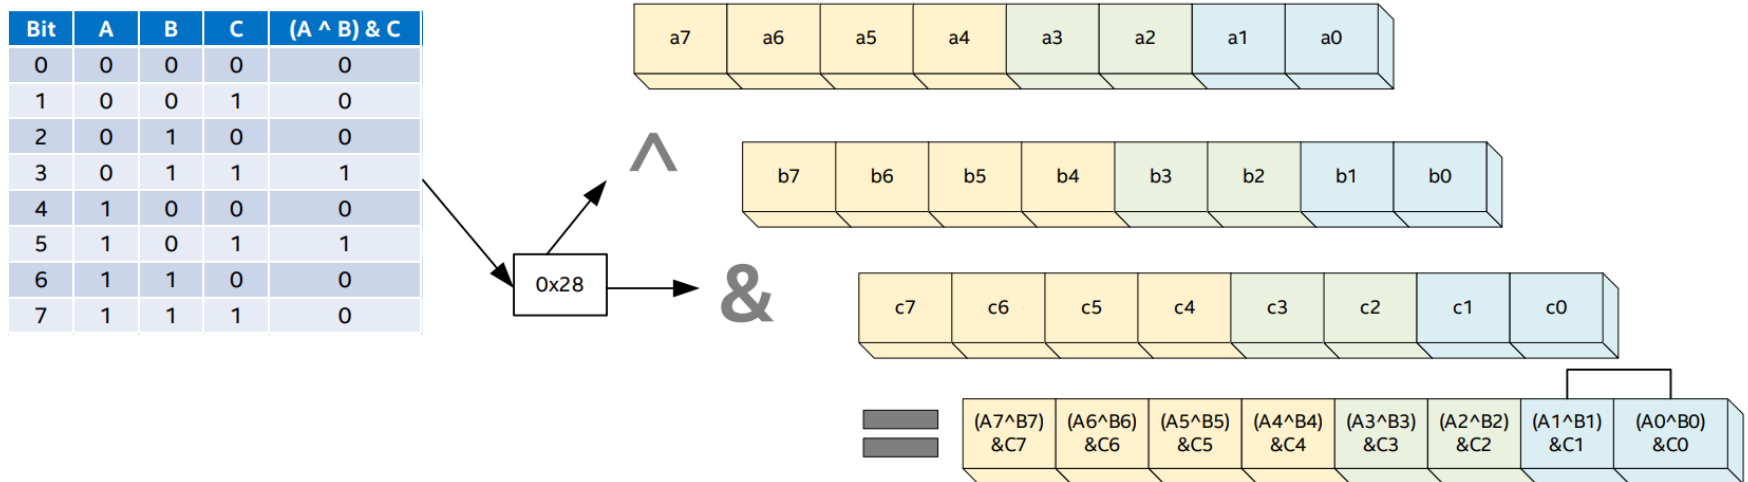 Bit A B C (A ^ B) & C
0 0 0 0 0
1 0 0 1 0
2 0 1 0 0
3 0 1 1 1
4 1 0 0 0
5 1 0 1 1
6 1 1 0 0
7 1 1 1 0
0x28
a7 a6 a5 a4 a3 a2 a1 a0
^
b7 b6 b5 b4 b3 b2 b1 b0
&
c7 c6 c5 c4 c3 c2 c1 c0
=
(A7^B7) (A6^B6) (A5^B5) (A4^B4) (A3^B3) (A2^B2) (A1^B1) (A0^B0)
&C7 &C6 &C5 &C4 &C3 &C2 &C1 &C0